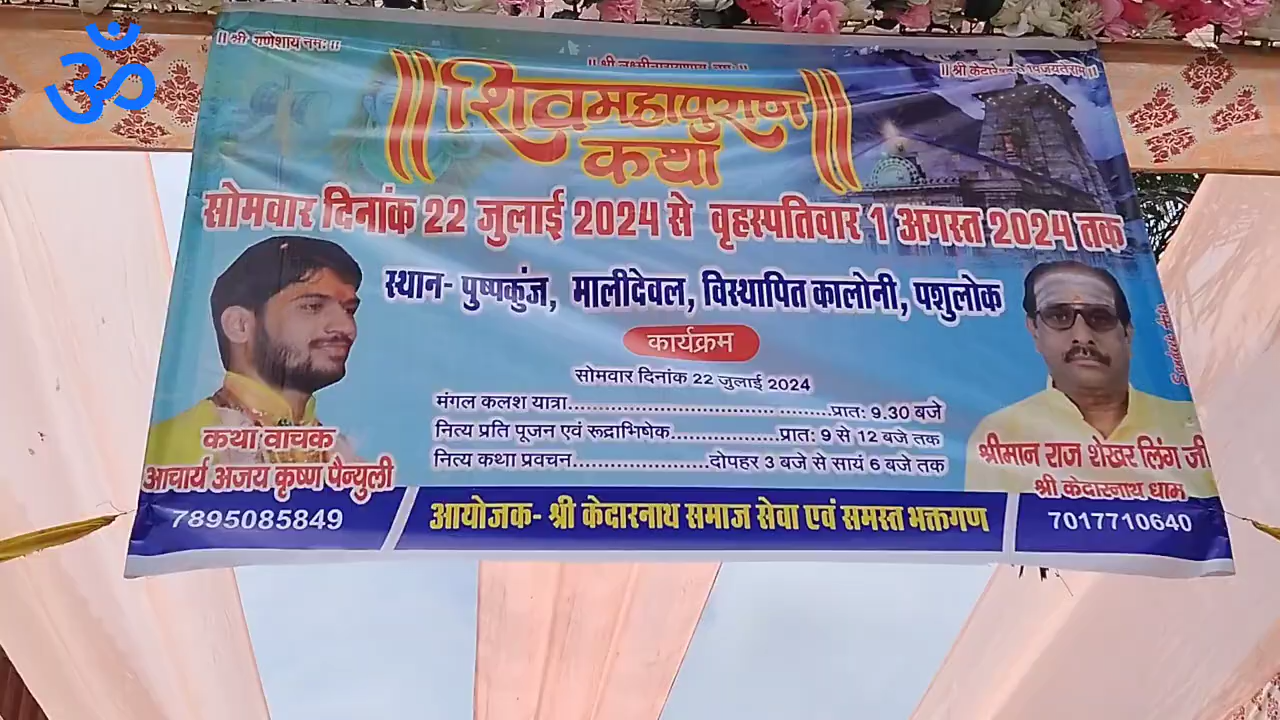 ॐ
।। श्री गणेशाय नमः ।।
।। श्री लक्ष्मीनारायणाय नमः ।।
।। श्री
।। शिवमहापुराण ।।
कथा
सोमवार दिनांक 22 जुलाई 2024 से वृहस्पतिवार 1 अगस्त 2024 तक
स्थान- पुष्पकुंज, मालीदेवल, विस्थापित कालोनी, पशुलोक
कार्यक्रम
सोमवार दिनांक 22 जुलाई 2024
मंगल कलश यात्रा..............................................प्रात: 9.30 बजे
नित्य प्रति पूजन एवं रूद्राभिषेक...................प्रात: 9 से 12 बजे तक
नित्य कथा प्रवचन........................दोपहर 3 बजे से सायं 6 बजे तक
कथा वाचक
आचार्य अजय कृष्ण पैन्युली
7895085849
श्रीमान राज शेखर लिंग जी
श्री केदारनाथ धाम
7017710640
आयोजक- श्री केदारनाथ समाज सेवा एवं समस्त भक्तगण